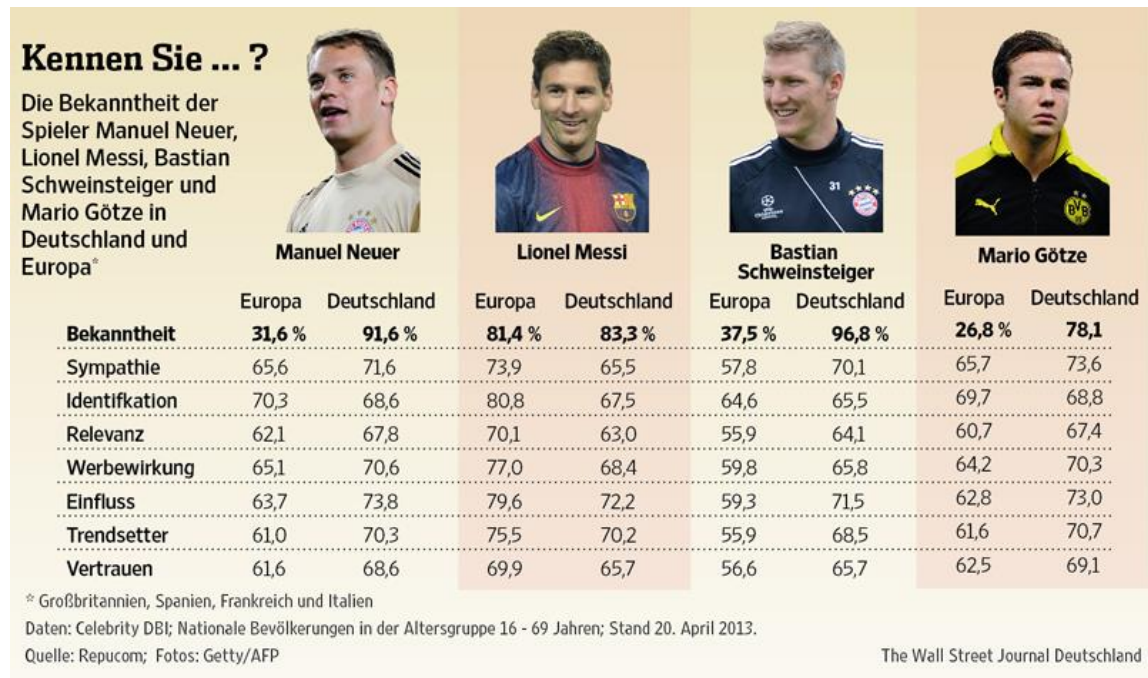 Kennen Sie ... ?
Die Bekanntheit der
Spieler Manuel Neuer,
Lionel Messi, Bastian
Schweinsteiger und
Mario Götze in
Deutschland und
Europa*
Manuel Neuer
Lionel Messi
31
Bastian
Schweinsteiger
BVB
09
Mario Götze
Europa Deutschland Europa Deutschland Europa Deutschland Europa Deutschland
Bekanntheit 31,6 % 91,6 % 81,4 % 83,3 % 37,5 % 96,8 % 26,8 % 78,1
Sympathie 65,6 71,6 73,9 65,5 57,8 70,1 65,7 73,6
Identifkation 70,3 68,6 80,8 67,5 64,6 65,5 69,7 68,8
Relevanz 62,1 67,8 70,1 63,0 55,9 64,1 60,7 67,4
Werbewirkung 65,1 70,6 77,0 68,4 59,8 65,8 64,2 70,3
Einfluss 63,7 73,8 79,6 72,2 59,3 71,5 62,8 73,0
Trendsetter 61,0 70,3 75,5 70,2 55,9 68,5 61,6 70,7
Vertrauen 61,6 68,6 69,9 65,7 56,6 65,7 62,5 69,1
* Großbritannien, Spanien, Frankreich und Italien
Daten: Celebrity DBI; Nationale Bevölkerungen in der Altersgruppe 16 - 69 Jahren; Stand 20. April 2013.
Quelle: Repucom; Fotos: Getty/AFP
The Wall Street Journal Deutschland